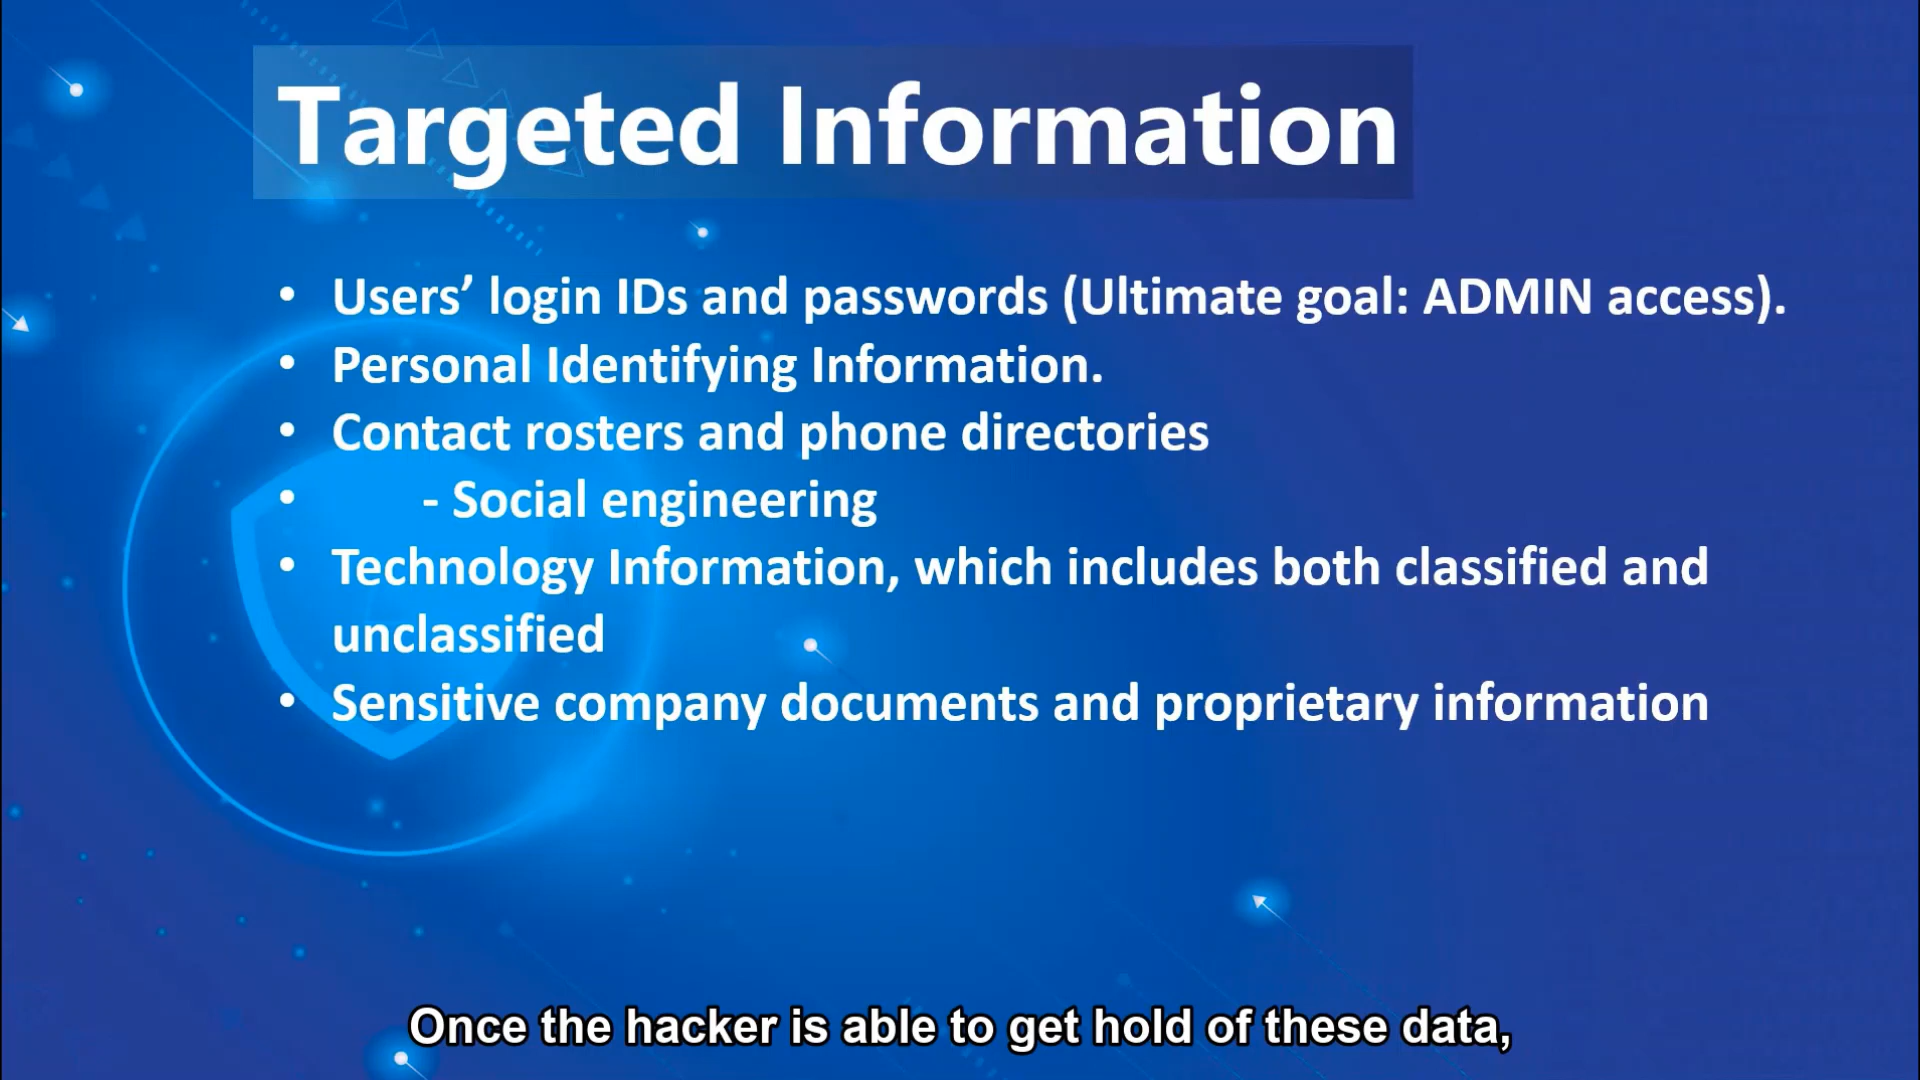 Targeted Information
• Users’ login IDs and passwords (Ultimate goal: ADMIN access).
• Personal Identifying Information.
• Contact rosters and phone directories
• - Social engineering
• Technology Information, which includes both classified and
unclassified
• Sensitive company documents and proprietary information
Once the hacker is able to get hold of these data,